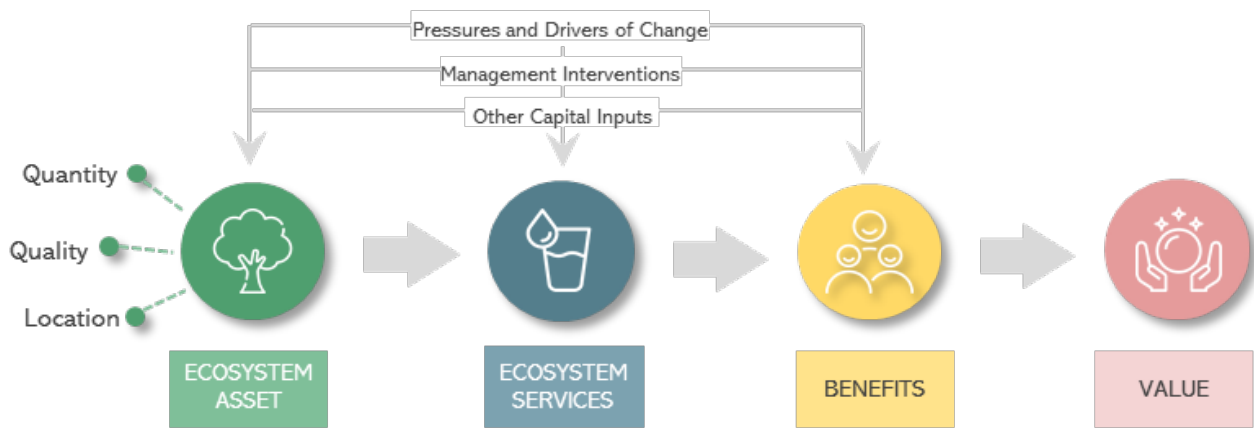 Pressures and Drivers of Change
Management Interventions
Other Capital Inputs
Quantity
Quality
Location
ECOSYSTEM
ASSET
ECOSYSTEM
SERVICES
BENEFITS
VALUE